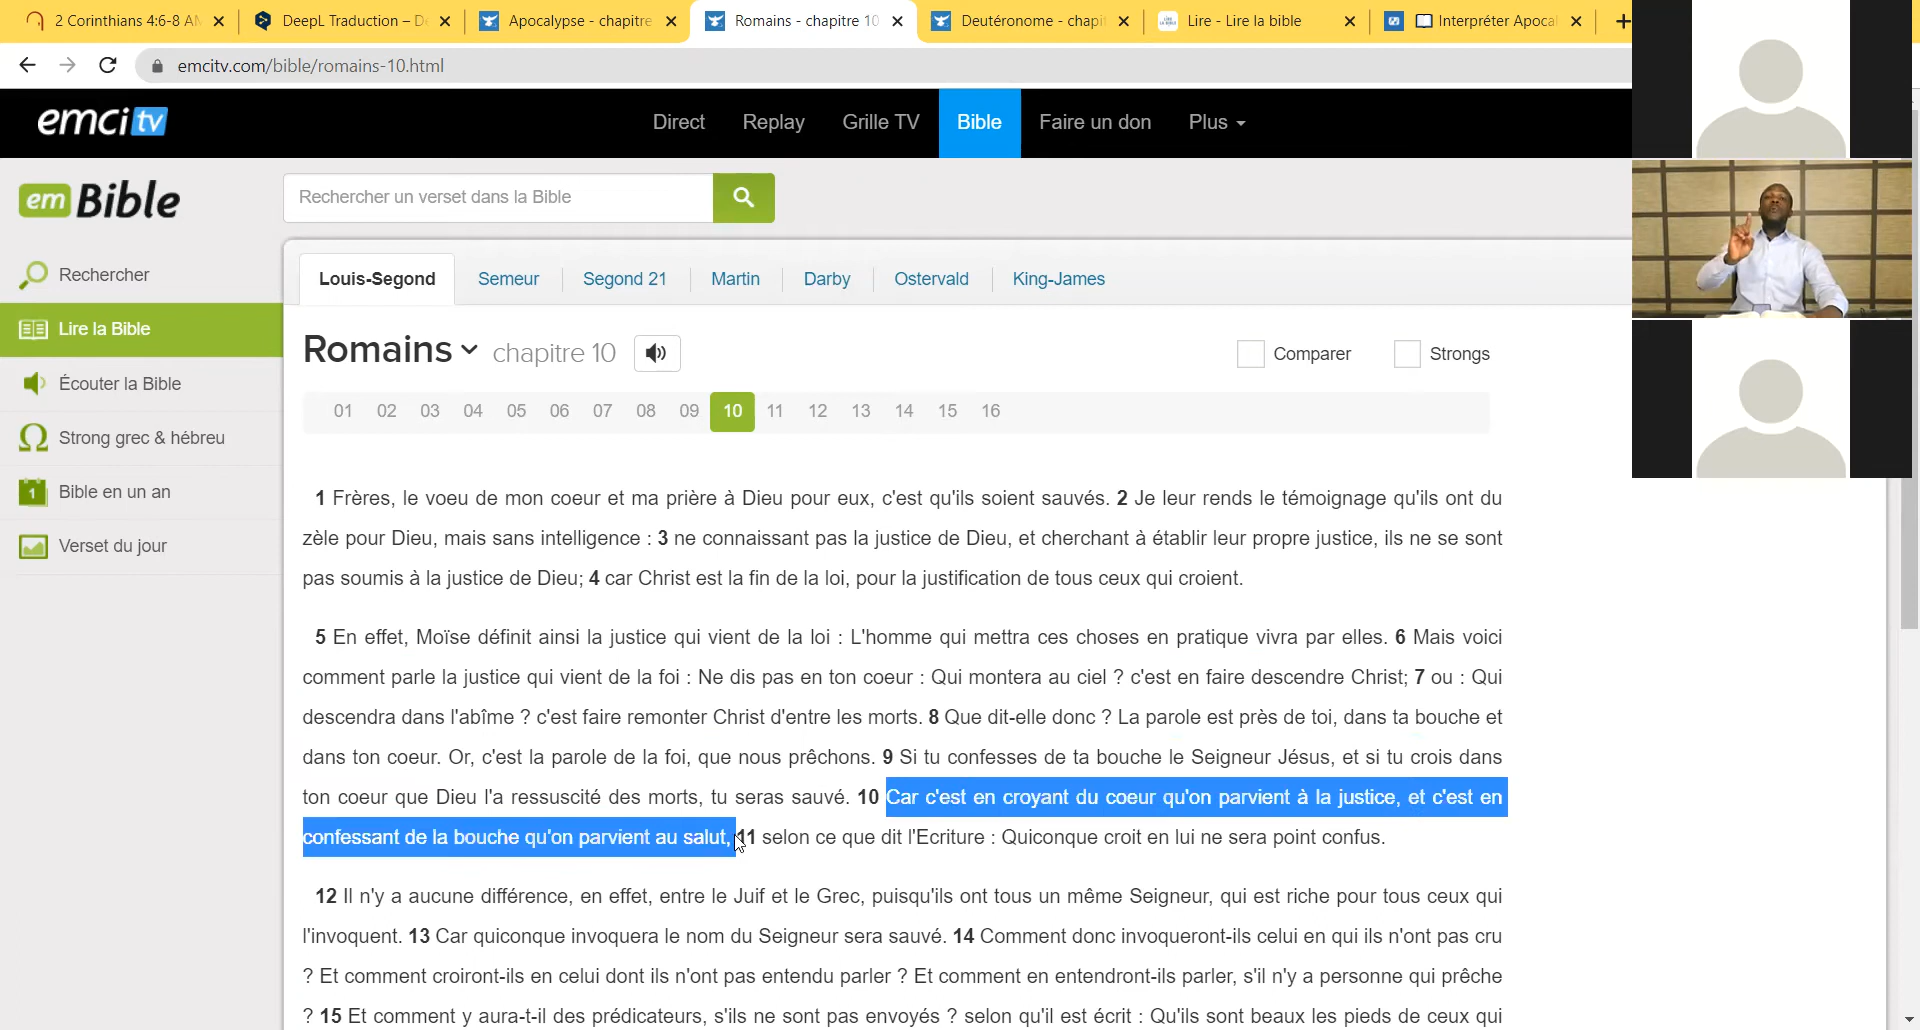 2 Corinthians 4:6-8 A
DeepL Traduction – D
Apocalypse - chapitre
Romains - chapitre 10
Deutéronome - chapit
Lire - Lire la bible
Interpréter Apocal
emcitv.com/bible/romains-10.html
emci tv
Direct
Replay
Grille TV
Bible
Faire un don
Plus
em Bible
Rechercher un verset dans la Bible
Rechercher
Lire la Bible
Écouter la Bible
Strong grec & hébreu
1
Bible en un an
Verset du jour
Louis-Segond
Semeur
Segond 21
Martin
Darby
Ostervald
King-James
Romains chapitre 10
Comparer
Strongs
01 02 03 04 05 06 07 08 09 10 11 12 13 14 15 16
1 Frères, le voeu de mon coeur et ma prière à Dieu pour eux, c'est qu'ils soient sauvés. 2 Je leur rends le témoignage qu'ils ont du
zèle pour Dieu, mais sans intelligence : 3 ne connaissant pas la justice de Dieu, et cherchant à établir leur propre justice, ils ne se sont
pas soumis à la justice de Dieu; 4 car Christ est la fin de la loi, pour la justification de tous ceux qui croient.
5 En effet, Moïse définit ainsi la justice qui vient de la loi : L'homme qui mettra ces choses en pratique vivra par elles. 6 Mais voici
comment parle la justice qui vient de la foi : Ne dis pas en ton coeur : Qui montera au ciel ? c'est en faire descendre Christ; 7 ou : Qui
descendra dans l'abîme ? c'est faire remonter Christ d'entre les morts. 8 Que dit-elle donc ? La parole est près de toi, dans ta bouche et
dans ton coeur. Or, c'est la parole de la foi, que nous prêchons. 9 Si tu confesses de ta bouche le Seigneur Jésus, et si tu crois dans
ton coeur que Dieu l'a ressuscité des morts, tu seras sauvé. 10 Car c'est en croyant du coeur qu'on parvient à la justice, et c'est en
confessant de la bouche qu'on parvient au salut, 11 selon ce que dit l'Ecriture : Quiconque croit en lui ne sera point confus.
12 Il n'y a aucune différence, en effet, entre le Juif et le Grec, puisqu'ils ont tous un même Seigneur, qui est riche pour tous ceux qui
l'invoquent. 13 Car quiconque invoquera le nom du Seigneur sera sauvé. 14 Comment donc invoqueront-ils celui en qui ils n'ont pas cru
? Et comment croiront-ils en celui dont ils n'ont pas entendu parler ? Et comment en entendront-ils parler, s'il n'y a personne qui prêche
? 15 Et comment y aura-t-il des prédicateurs, s'ils ne sont pas envoyés ? selon qu'il est écrit : Qu'ils sont beaux les pieds de ceux qui